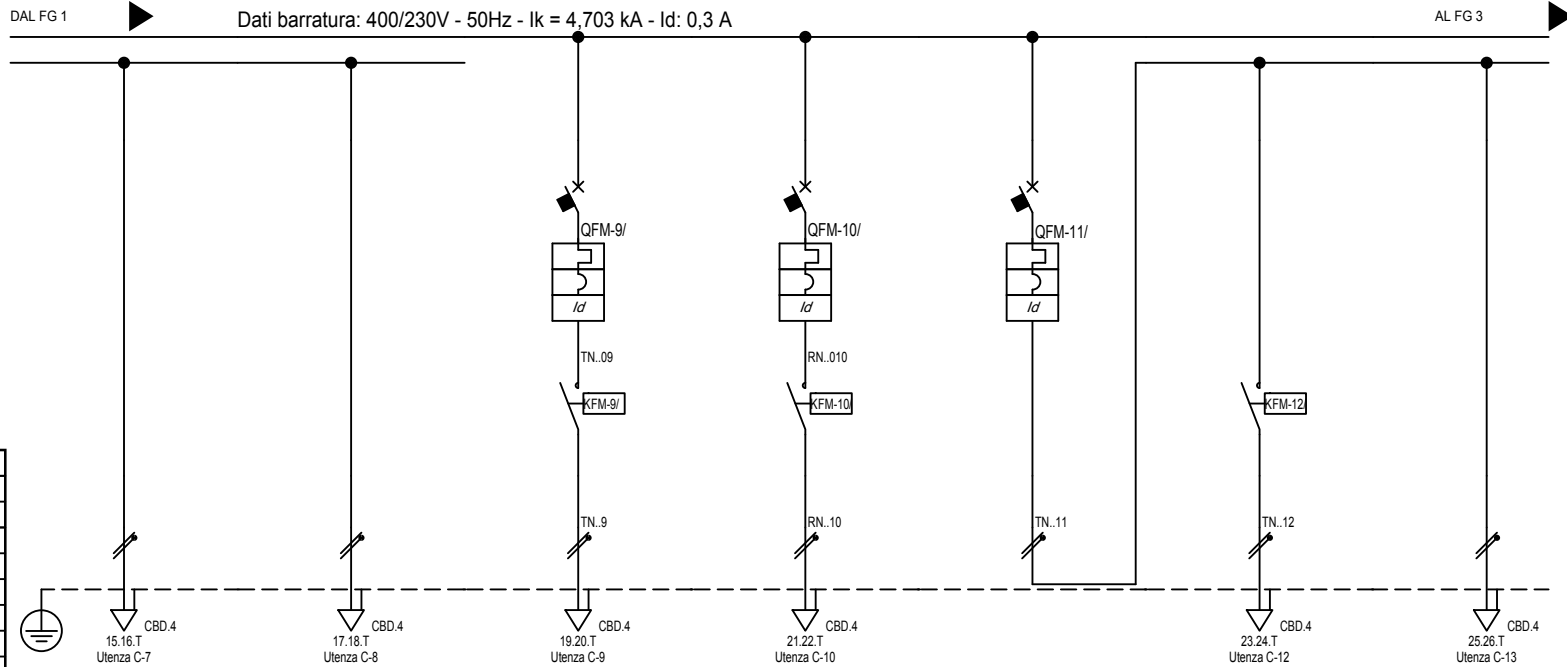 DAL FG 1
Dati barratura: 400/230V - 50Hz - Ik = 4,703 kA - Id: 0,3 A
AL FG 3
QFM-9/
QFM-10/
QFM-11/
Id
Id
Id
TN..09
RN..010
KFM-9/
KFM-10/
KFM-12/
TN..9
RN..10
TN..11
TN..12
CBD.4
CBD.4
CBD.4
CBD.4
CBD.4
CBD.4
15.16.T
17.18.T
19.20.T
21.22.T
23.24.T
25.26.T
Utenza C-7
Utenza C-8
Utenza C-9
Utenza C-10
Utenza C-12
Utenza C-13